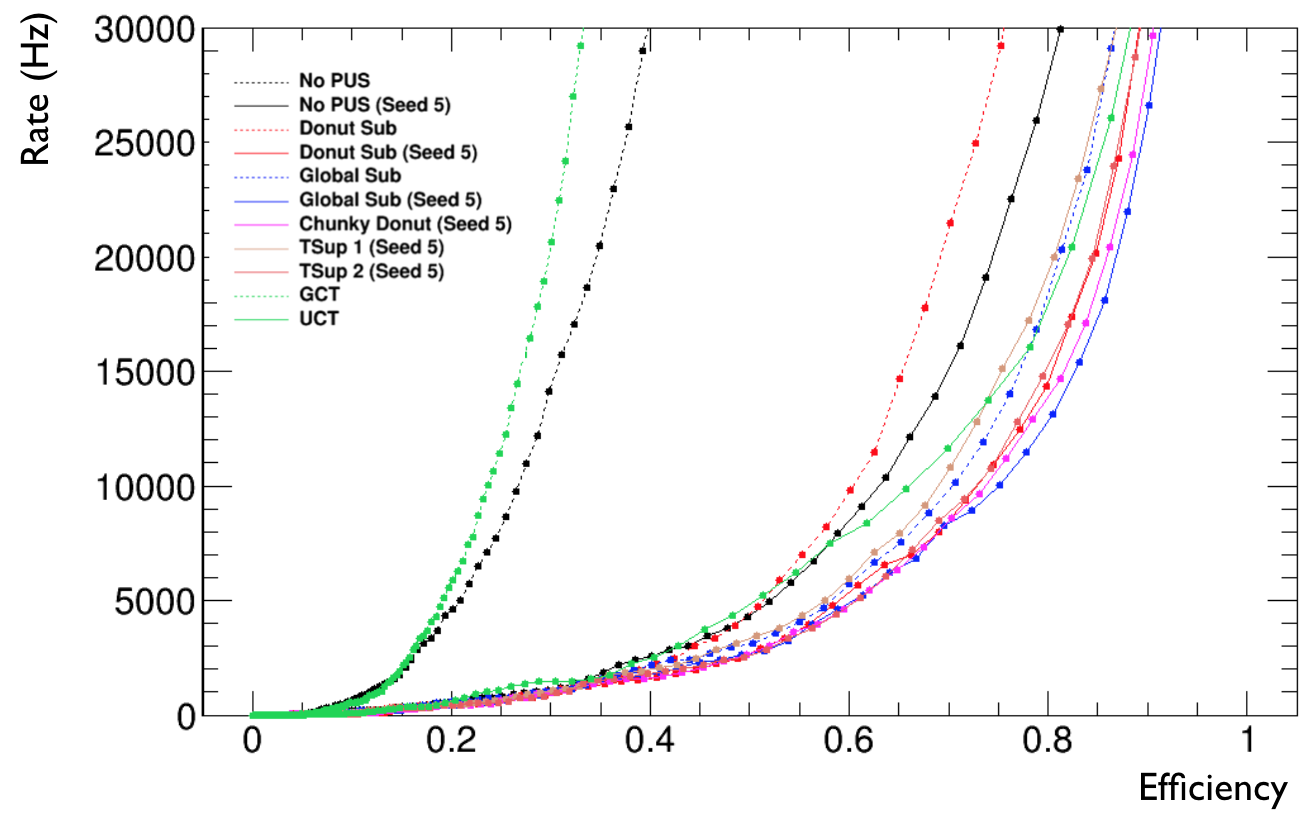 Rate (Hz)
30000
25000
20000
15000
10000
5000
0
No PUS
No PUS (Seed 5)
Donut Sub
Donut Sub (Seed 5)
Global Sub
Global Sub (Seed 5)
Chunky Donut (Seed 5)
TSup 1 (Seed 5)
TSup 2 (Seed 5)
GCT
UCT
0 0.2 0.4 0.6 0.8 1
Efficiency